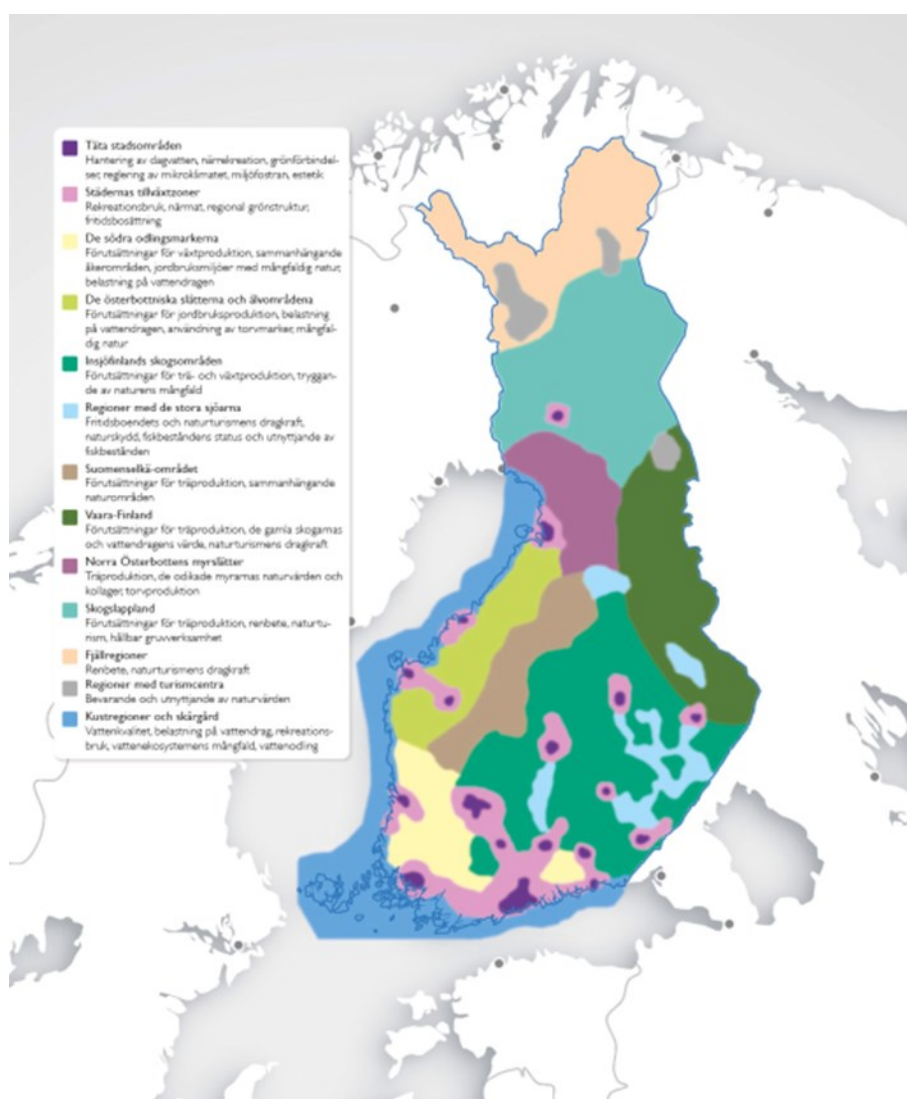 Täta stadsområden
Hantering av dagvatten, närrekreation, grönförbindel-
ser, reglering av mikroklimatet, miljöfostran, estetik
Städernas tillväxtzoner
Rekreationsbruk, närmat, regional grönstruktur,
fritidsbosättning
De södra odlingsmarkerna
Förutsättningar för växtproduktion, sammanhängande
åkerområden, jordbruksmiljöer med mångfaldig natur,
belastning på vattendragen
De österbottniska slätterna och älvområdena
Förutsättningar för jordbruksproduktion, belastning
på vattendragen, användning av torvmarker, mångfal-
dig natur
Insjöfinlands skogsområden
Förutsättningar för trä- och växtproduktion, tryggan-
de av naturens mångfald
Regioner med de stora sjöarna
Fritidsboendets och naturturismens dragkraft,
naturskydd, fiskbeståndens status och utnyttjande av
fiskbestånden
Suomenselkä-området
Förutsättningar för träproduktion, sammanhängande
naturområden
Vaara-Finland
Förutsättningar för träproduktion, de gamla skogarnas
och vattendragens värde, naturturismens dragkraft
Norra Österbottens myrslätter
Träproduktion, de odikade myrarnas naturvärden och
kollager, torvproduktion
Skogslappland
Förutsättningar för träproduktion, renbete, naturtu-
rism, hållbar gruvverksamhet
Fjällregioner
Renbete, naturturismens dragkraft
Regioner med turismcentra
Bevarande och utnyttjande av naturvärden
Kustregioner och skärgård
Vattenkvalitet, belastning på vattendrag, rekreations-
bruk, vattenekosystemens mångfald, vattenodling